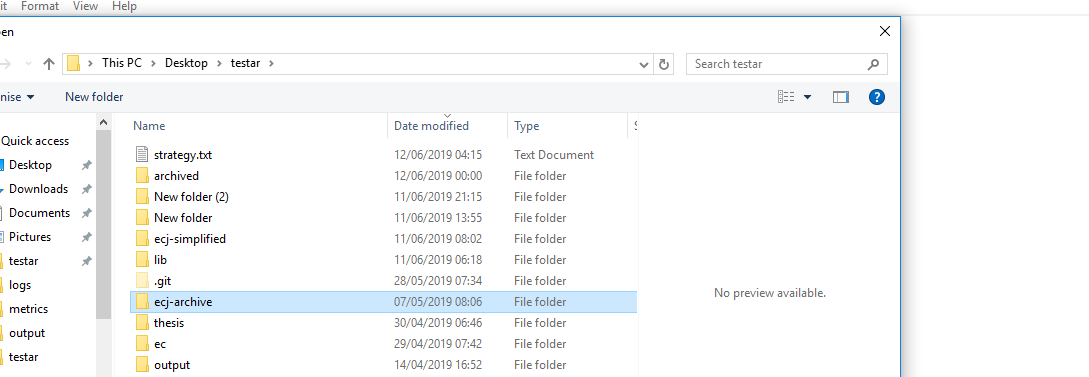 it Format View Help
pen
This PC Desktop testar Search testar
nise New folder
Name Date modified Type S
Quick access
Desktop
Downloads
Documents
Pictures
testar
logs
metrics
output
testar
strategy.txt 12/06/2019 04:15 Text Document
archived 12/06/2019 00:00 File folder
New folder (2) 11/06/2019 21:15 File folder
New folder 11/06/2019 13:55 File folder
ecj-simplified 11/06/2019 08:02 File folder
lib 11/06/2019 06:18 File folder
.git 28/05/2019 07:34 File folder
ecj-archive 07/05/2019 08:06 File folder
thesis 30/04/2019 06:46 File folder
ec 29/04/2019 07:42 File folder
output 14/04/2019 16:52 File folder
No preview available.